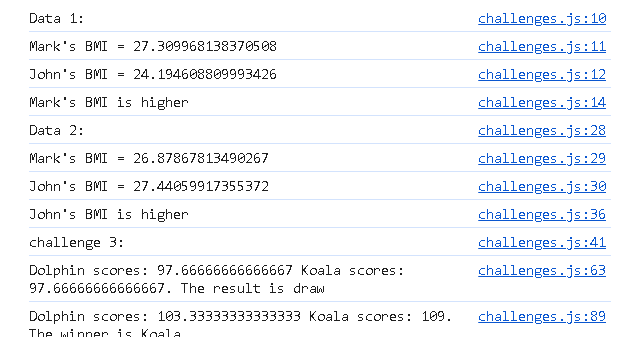 Data 1: challenges.js:10
Mark's BMI = 27.309968138370508 challenges.js:11
John's BMI = 24.194608809993426 challenges.js:12
Mark's BMI is higher challenges.js:14
Data 2: challenges.js:28
Mark's BMI = 26.87867813490267 challenges.js:29
John's BMI = 27.44059917355372 challenges.js:30
John's BMI is higher challenges.js:36
challenge 3: challenges.js:41
Dolphin scores: 97.66666666666667 Koala scores: challenges.js:63
97.66666666666667. The result is draw
Dolphin scores: 103.33333333333333 Koala scores: 109. challenges.js:89
The winner is Koala